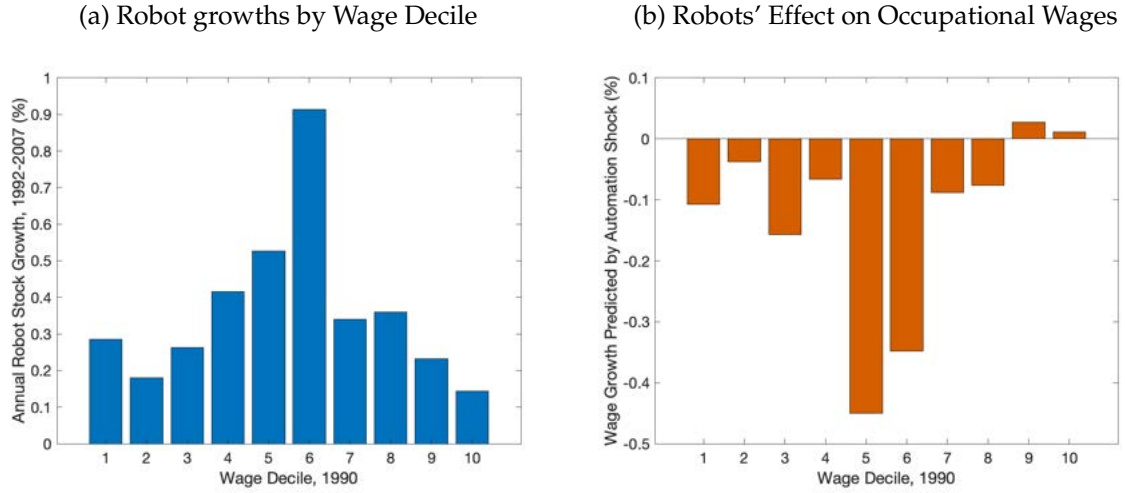 (a) Robot growths by Wage Decile
Annual Robot Stock Growth, 1992-2007 (%)
1
0.9
0.8
0.7
0.6
0.5
0.4
0.3
0.2
0.1
0
1 2 3 4 5 6 7 8 9 10
Wage Decile, 1990
(b) Robots' Effect on Occupational Wages
Wage Growth Predicted by Automation Shock (%)
0.1
0
-0.1
-0.2
-0.3
-0.4
-0.5
1 2 3 4 5 6 7 8 9 10
Wage Decile, 1990